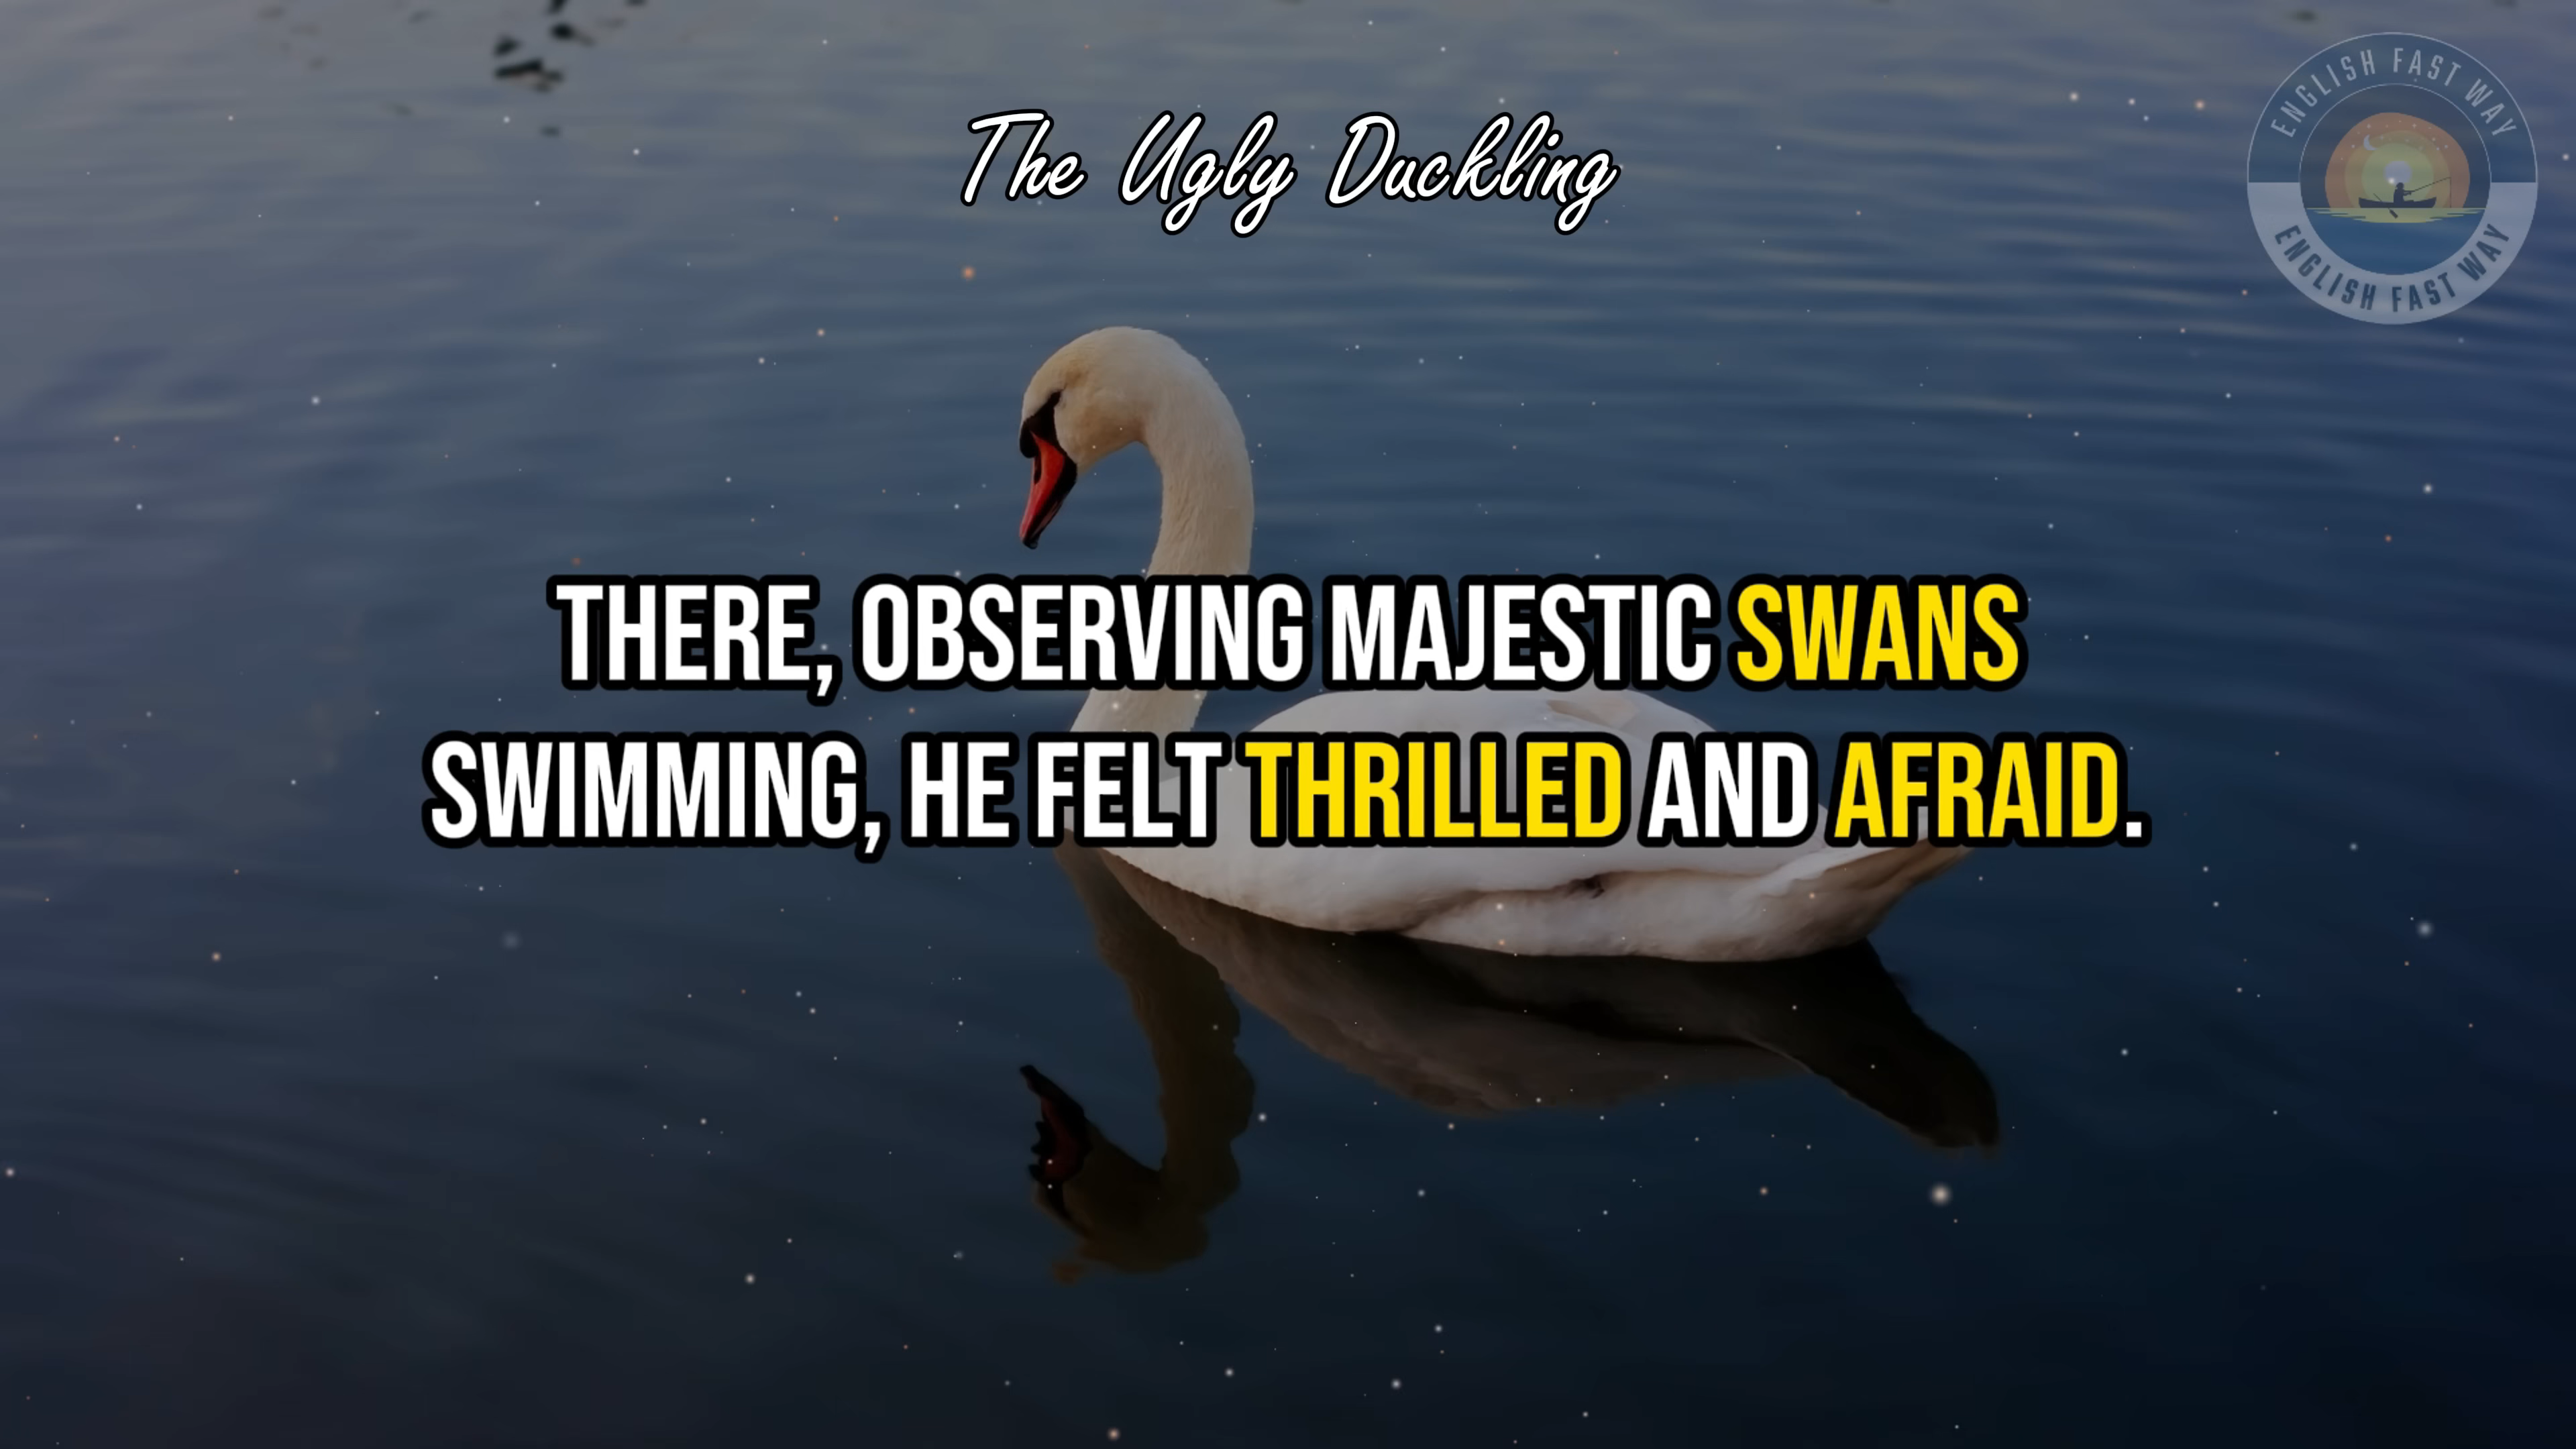 The Ugly Duckling
ENGLISH FAST WAY
ENGLISH FAST WAY
THERE, OBSERVING MAJESTIC SWANS
SWIMMING, HE FELT THRILLED AND AFRAID.